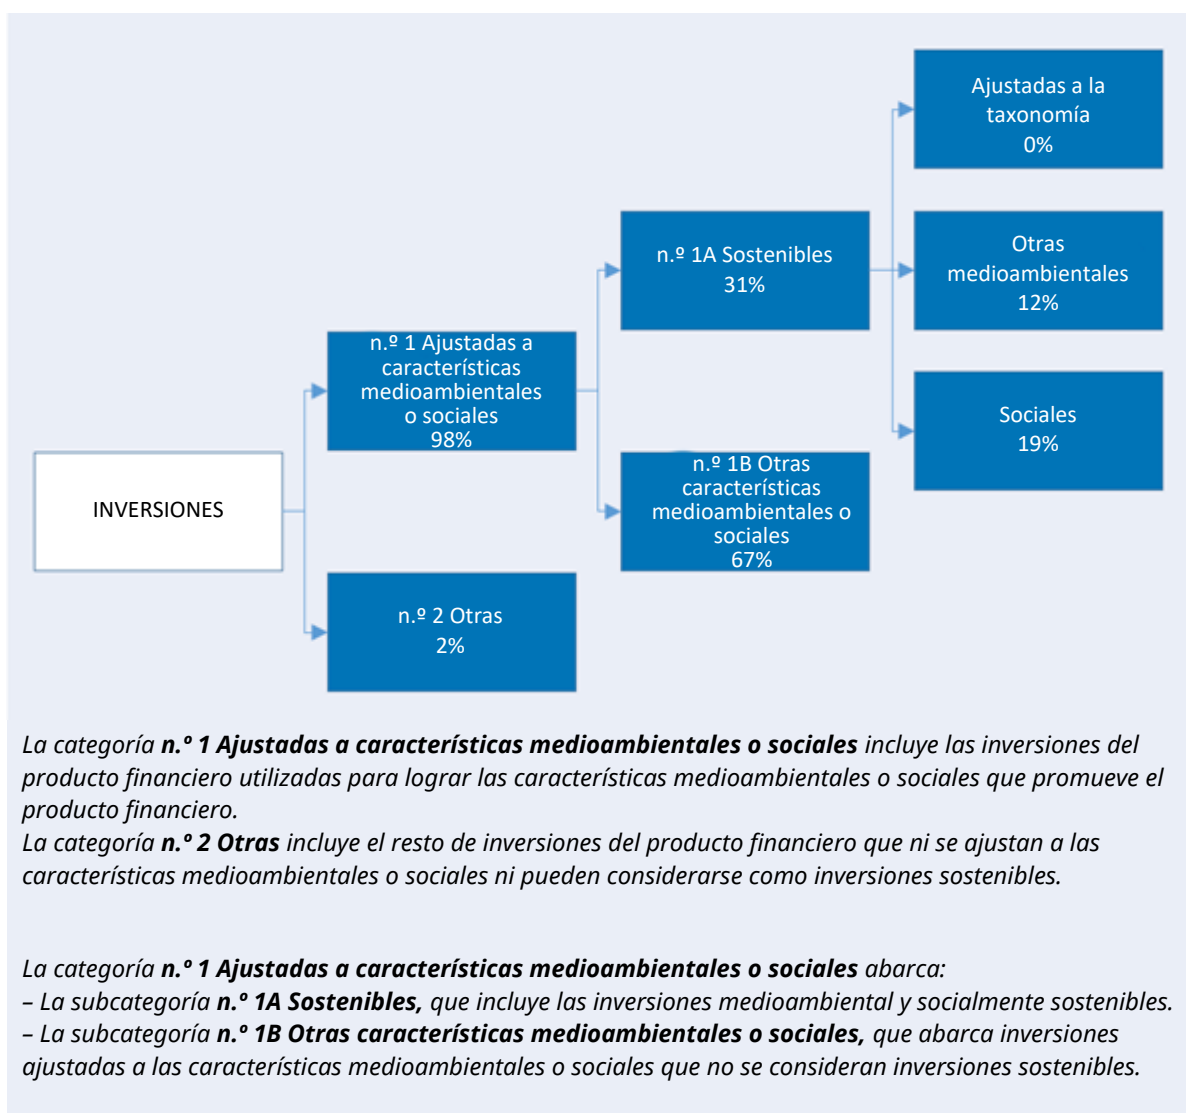 Ajustadas a la
taxonomía
0%
n.º 1A Sostenibles
31%
Otras
medioambientales
12%
n.º 1 Ajustadas a
características
medioambientales
o sociales
98%
Sociales
19%
INVERSIONES
n.º 1B Otras
características
medioambientales o
sociales
67%
n.º 2 Otras
2%
La categoría n.º 1 Ajustadas a características medioambientales o sociales incluye las inversiones del
producto financiero utilizadas para lograr las características medioambientales o sociales que promueve el
producto financiero.
La categoría n.º 2 Otras incluye el resto de inversiones del producto financiero que ni se ajustan a las
características medioambientales o sociales ni pueden considerarse como inversiones sostenibles.
La categoría n.º 1 Ajustadas a características medioambientales o sociales abarca:
– La subcategoría n.º 1A Sostenibles, que incluye las inversiones medioambiental y socialmente sostenibles.
– La subcategoría n.º 1B Otras características medioambientales o sociales, que abarca inversiones
ajustadas a las características medioambientales o sociales que no se consideran inversiones sostenibles.